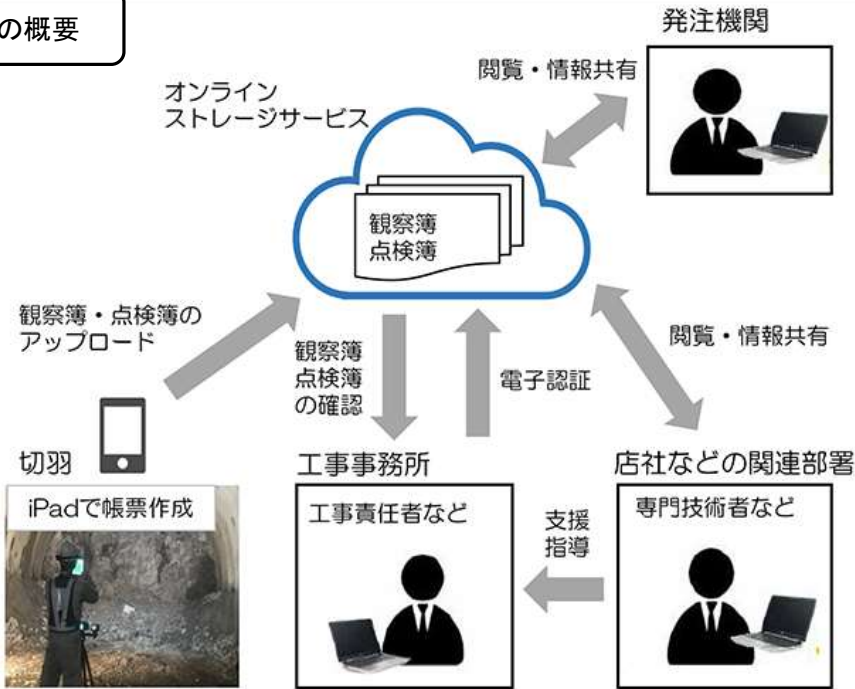 の概要
発注機関
閲覧・情報共有
オンライン
ストレージサービス
観察簿
点検簿
観察簿・点検簿の
アップロード
観察簿
点検簿
の確認
電子認証
閲覧・情報共有
切羽
iPadで帳票作成
工事事務所
工事責任者など
支援
指導
店社などの関連部署
専門技術者など